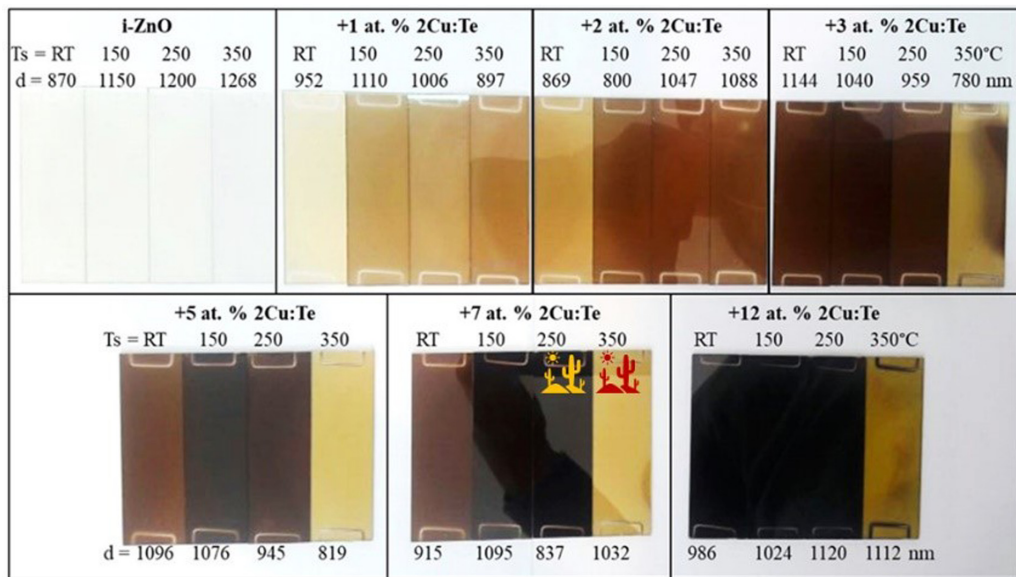 i-ZnO
Ts = RT 150 250 350
d = 870 1150 1200 1268
+1 at. % 2Cu:Te
RT 150 250 350
952 1110 1006 897
+2 at. % 2Cu:Te
RT 150 250 350
869 800 1047 1088
+3 at. % 2Cu:Te
RT 150 250 350°C
1144 1040 959 780 nm
+5 at. % 2Cu:Te
Ts = RT 150 250 350
d = 1096 1076 945 819
+7 at. % 2Cu:Te
RT 150 250 350
915 1095 837 1032
+12 at. % 2Cu:Te
RT 150 250 350°C
986 1024 1120 1112 nm